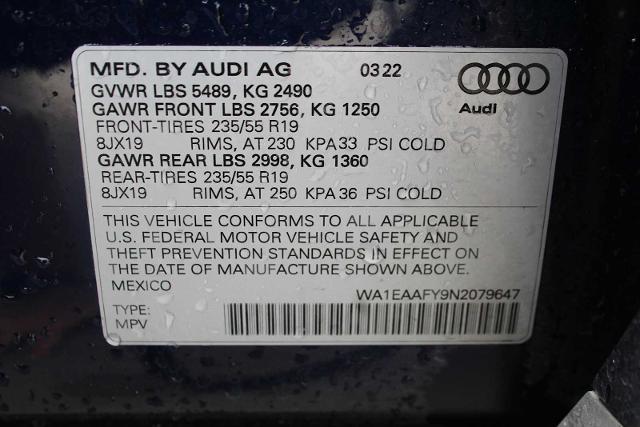 MFD. BY AUDI AG 03 22
GVWR LBS 5489, KG 2490
GAWR FRONT LBS 2756, KG 1250
Audi
FRONT-TIRES 235/55 R19
8JX19 RIMS, AT 230 KPA 33 PSI COLD
GAWR REAR LBS 2998, KG 1360
REAR-TIRES 235/55 R19
8JX19 RIMS, AT 250 KPA 36 PSI COLD
THIS VEHICLE CONFORMS TO ALL APPLICABLE
U.S. FEDERAL MOTOR VEHICLE SAFETY AND
THEFT PREVENTION STANDARDS IN EFFECT ON
THE DATE OF MANUFACTURE SHOWN ABOVE.
MEXICO WA1EAAFY9N2079647
TYPE:
MPV